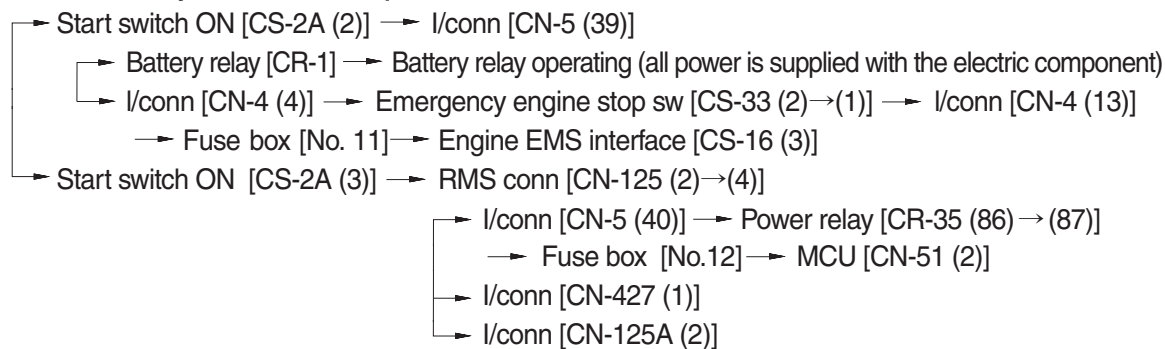 Start switch ON [CS-2A (2)] → I/conn [CN-5 (39)]
Battery relay [CR-1] → Battery relay operating (all power is supplied with the electric component)
I/conn [CN-4 (4)] → Emergency engine stop sw [CS-33 (2)→(1)] → I/conn [CN-4 (13)]
→ Fuse box [No. 11] → Engine EMS interface [CS-16 (3)]
Start switch ON [CS-2A (3)] → RMS conn [CN-125 (2)→(4)]
I/conn [CN-5 (40)] → Power relay [CR-35 (86)→(87)]
→ Fuse box [No.12] → MCU [CN-51 (2)]
I/conn [CN-427 (1)]
I/conn [CN-125A (2)]